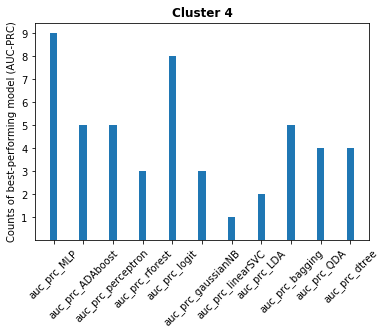 Cluster 4
Counts of best-performing model (AUC-PRC)
9
8
7
6
5
4
3
2
1
auc_prc_MLP
auc_prc_ADAboost
auc_prc_perceptron
auc_prc_rforest
auc_prc_logit
auc_prc_gaussianNB
auc_prc_linearSVC
auc_prc_LDA
auc_prc_bagging
auc_prc_QDA
auc_prc_dtree